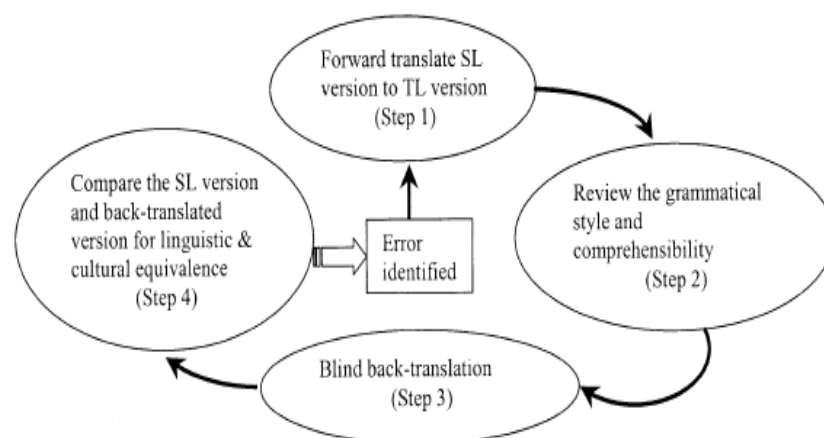 Forward translate SL
version to TL version
(Step 1)
Review the grammatical
style and
comprehensibility
(Step 2)
Blind back-translation
(Step 3)
Compare the SL version
and back-translated
version for linguistic &
cultural equivalence
(Step 4)
Error
identified